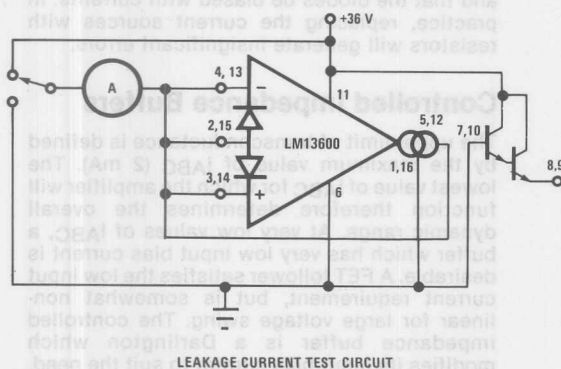 and that the diodes be biased with currents. In
practice, replacing the current sources with
resistors will generate insignificant errors.
+36 V
A
4, 13
−
11
5,12
2,15
LM13600
7,10
3,14
+
1,16
6
8,9
Controlled Impedance Buffers
limit of transconductance is defined
by the maximum value of IABC (2 mA). The
lowest value of IABC for which the amplifier will
function therefore determines the overall
dynamic range. At very low values of IABC, a
buffer which has very low input bias current is
desirable. A FET follower satisfies the low input
current requirement, but is somewhat non-
linear for large voltage swing. The controlled
impedance buffer is a Darlington which
modifies its to suit the need.
LEAKAGE CURRENT TEST CIRCUIT